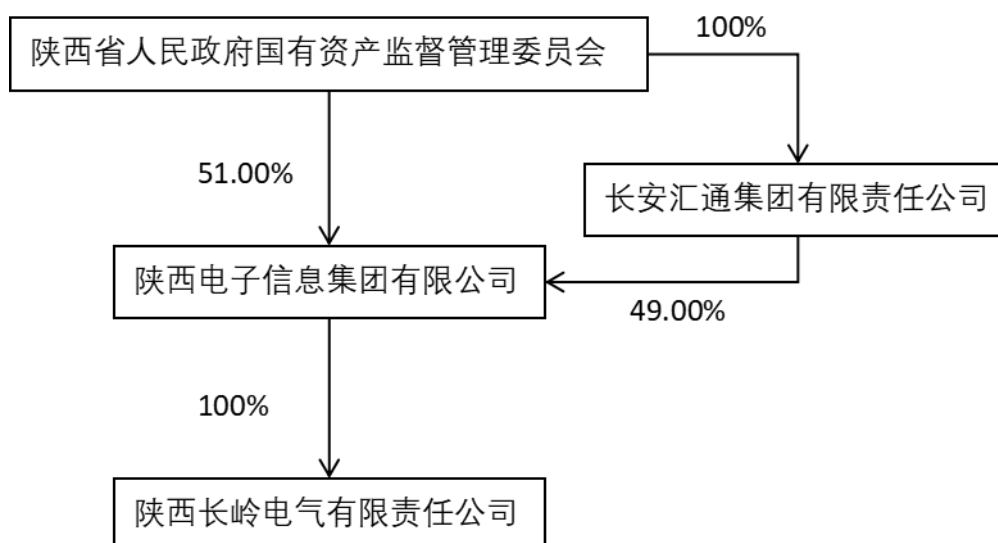 陕西省人民政府国有资产监督管理委员会
100%
51.00%
长安汇通集团有限责任公司
陕西电子信息集团有限公司
49.00%
100%
陕西长岭电气有限责任公司